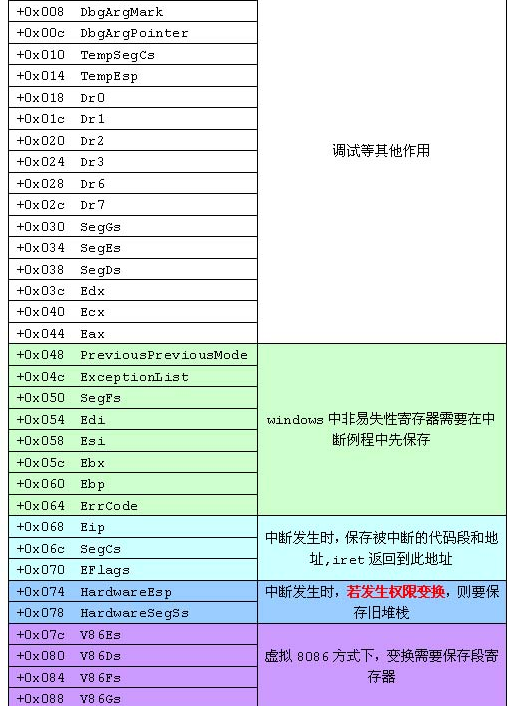 +0x008 DbgArgMark
+0x00c DbgArgPointer
+0x010 TempSegCs
+0x014 TempEsp
+0x018 Dr0
+0x01c Dr1
+0x020 Dr2
+0x024 Dr3
+0x028 Dr6
+0x02c Dr7
+0x030 SegGs
+0x034 SegEs
+0x038 SegDs
+0x03c Edx
+0x040 Ecx
+0x044 Eax
调试等其他作用
+0x048 PreviousPreviousMode
+0x04c ExceptionList
+0x050 SegFs
+0x054 Edi
+0x058 Esi
+0x05c Ebx
+0x060 Ebp
+0x064 ErrCode
windows 中非易失性寄存器需要在中
断例程中先保存
+0x068 Eip
+0x06c SegCs
+0x070 EFlags
中断发生时,保存被中断的代码段和地
址,iret 返回到此地址
+0x074 HardwareEsp
+0x078 HardwareSegSs
中断发生时,若发生权限变换,则要保
存旧堆栈
+0x07c V86Es
+0x080 V86Ds
+0x084 V86Fs
+0x088 V86Gs
虚拟 8086 方式下，变换需要保存段寄
存器